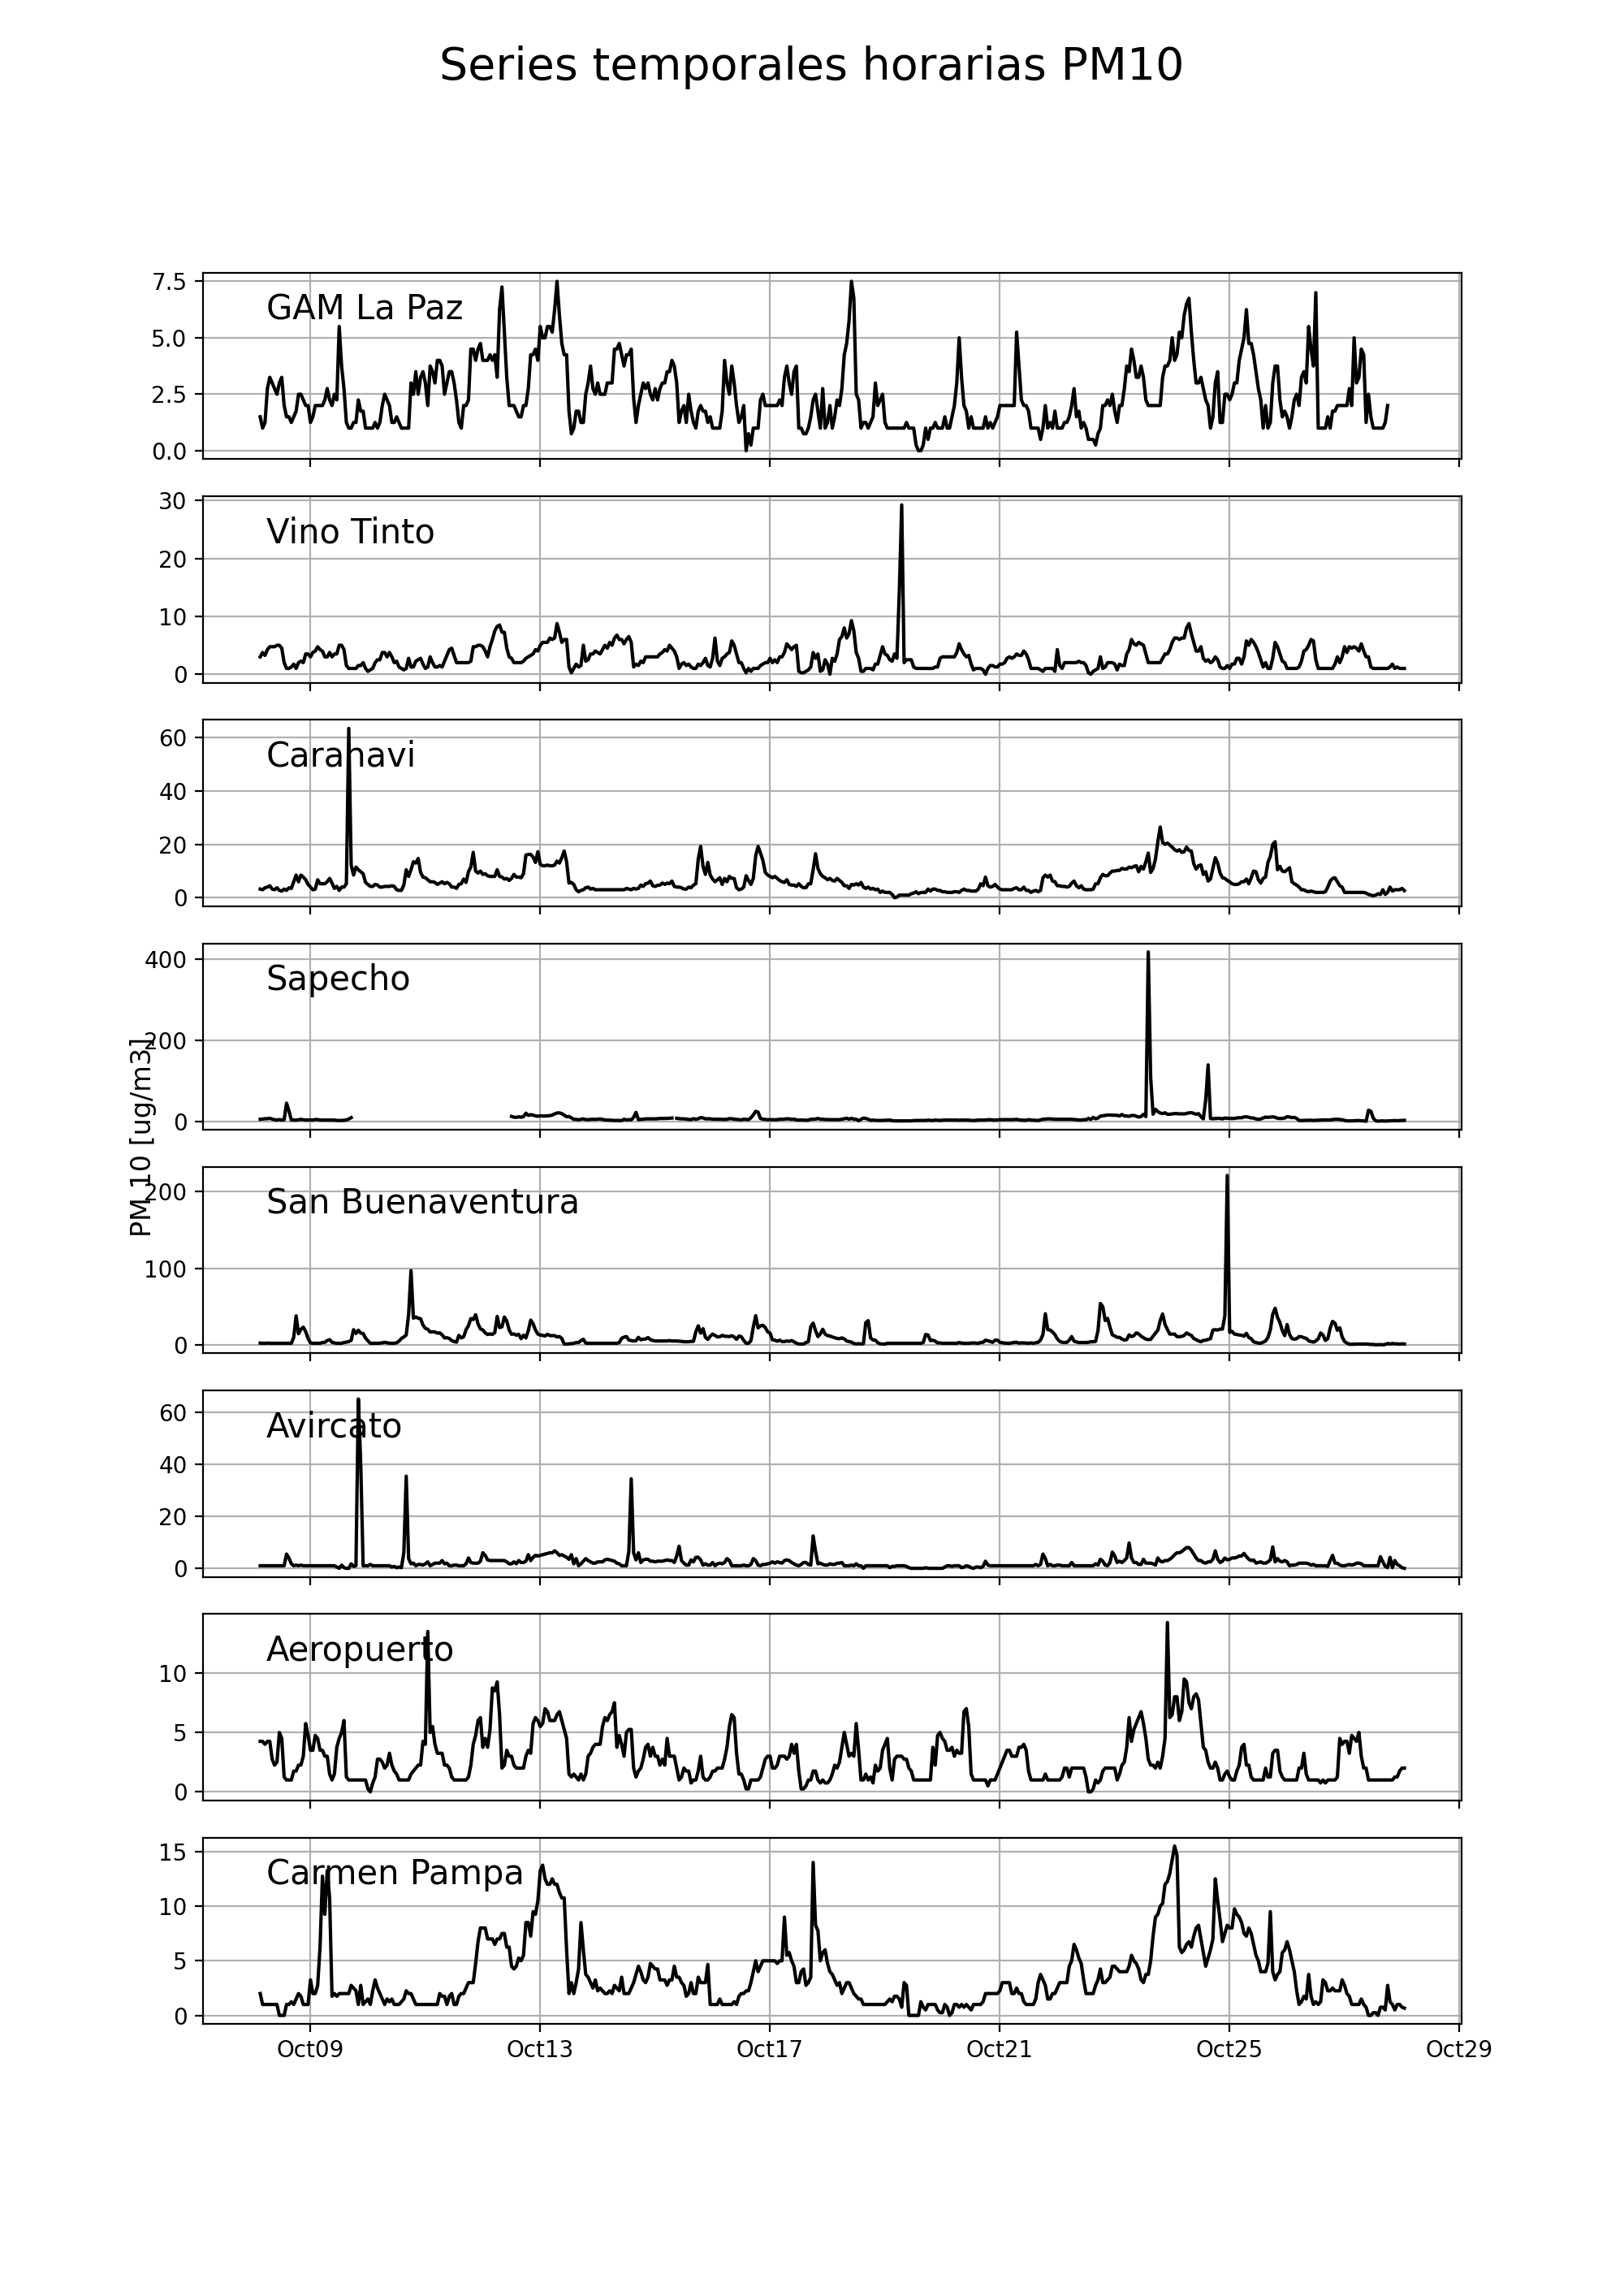 Series temporales horarias PM10
7.5
5.0
2.5
0.0
GAM La Paz
30
20
10
0
Vino Tinto
60
40
20
0
Caranavi
400
200
0
Sapecho
PM 10 [ug/m3]
200
100
0
San Buenaventura
60
40
20
0
Avircato
10
5
0
Aeropuerto
15
10
5
0
Carmen Pampa
Oct09 Oct13 Oct17 Oct21 Oct25 Oct29